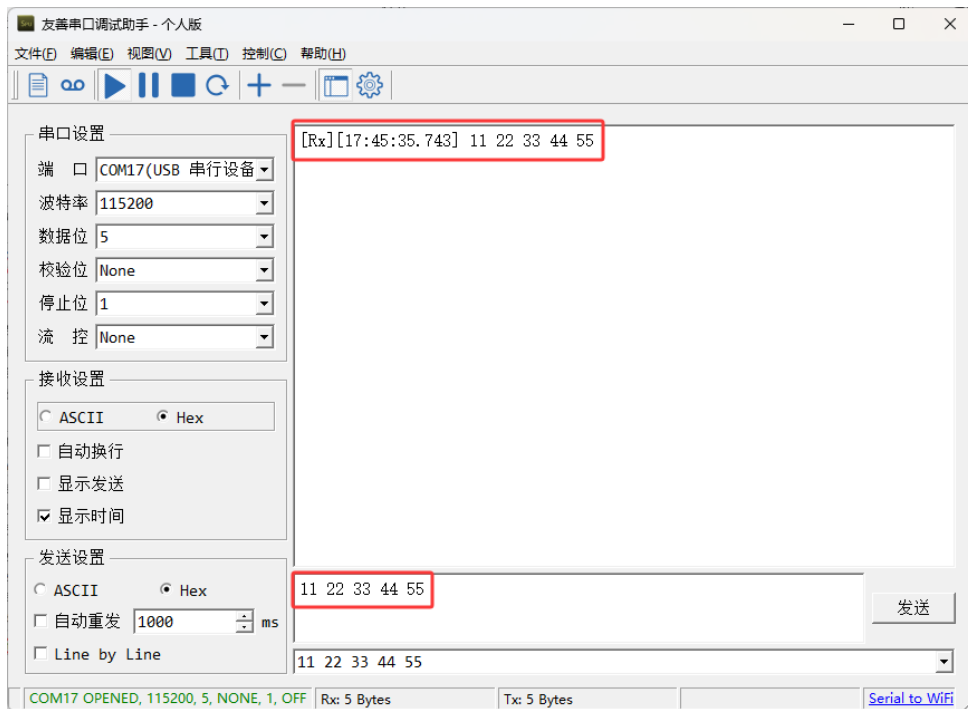 友善串口调试助手 - 个人版
文件(F) 编辑(E) 视图(V) 工具(T) 控制(C) 帮助(H)
串口设置
端 口 COM17(USB 串行设备
波特率 115200
数据位 5
校验位 None
停止位 1
流 控 None
接收设置
ASCII Hex
自动换行
显示发送
显示时间
发送设置
ASCII Hex
自动重发 1000 ms
Line by Line
[Rx][17:45:35.743] 11 22 33 44 55
11 22 33 44 55
发送
11 22 33 44 55
COM17 OPENED, 115200, 5, NONE, 1, OFF Rx: 5 Bytes Tx: 5 Bytes Serial to WiFi